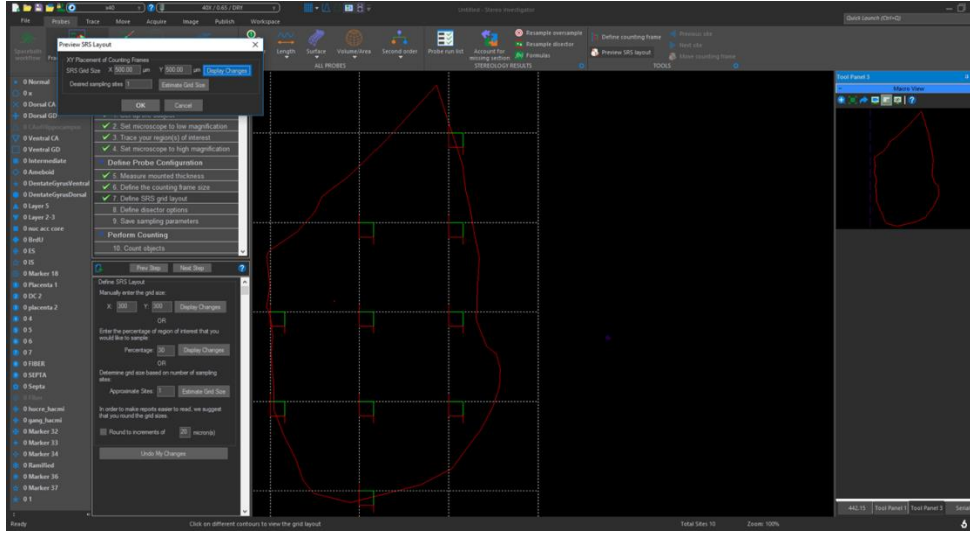 v40
40X / 0.65 / DRY
Untitled - Stereo Investigator
File Probes Trace Move Acquire Image Publish Workspace
Quick Launch (Ctrl+Q)
Length
Surface
Volume/Area
Second order
Probe run list
Account for
missing section
Resample oversample
Resample disector
Formulas
Define counting frame
Preview SRS layout
Previous site
Next site
Move counting frame
ALL PROBES
STEREOLOGY RESULTS
TOOLS
Preview SRS Layout
XY Placement of Counting Frames
SRS Grid Size X 500.00 µm Y 500.00 µm Display Changes
Desired sampling sites 1 Estimate Grid Size
OK Cancel
2. Set microscope to low magnification
3. Trace your region(s) of interest
4. Set microscope to high magnification
Define Probe Configuration
5. Measure mounted thickness
6. Define the counting frame size
7. Define SRS grid layout
8. Define disector options
9. Save sampling parameters
Perform Counting
10. Count objects
Prev Step Next Step
Define SRS Layout
Manually enter the grid size:
X: 300 Y: 300 Display Changes
OR
Enter the percentage of region of interest that you
would like to sample:
Percentage: 30 Display Changes
OR
Determine grid size based on number of sampling
sites:
Approximate Sites: 1 Estimate Grid Size
In order to make reports easier to read, we suggest
that you round the grid sizes.
Round to increments of 20 micron(s)
Undo My Changes
0 Normal
0 Dorsal CA
0 Dorsal GD
0 Ventral CA
0 Ventral GD
0 Intermediate
0 Ameboid
0 DentateGyrusVentral
0 DentateGyrusDorsal
0 Layer 5
0 Layer 2-3
0 nuc acc core
0 BrdU
0 ES
0 IS
0 Marker 18
0 Placenta 1
0 DC 2
0 placenta 2
0 4
0 5
0 6
0 7
0 FIBER
0 SEPTA
0 Septa
0 bacre_hacmi
0 gang_hacmi
0 Marker 32
0 Marker 33
0 Marker 34
0 Ramified
0 Marker 36
0 Marker 37
0 1
Tool Panel 3
Macro View
442.15 Tool Panel 1 Tool Panel 3
Ready
Click on different contours to view the grid layout
Total Sites 10
Zoom: 100%